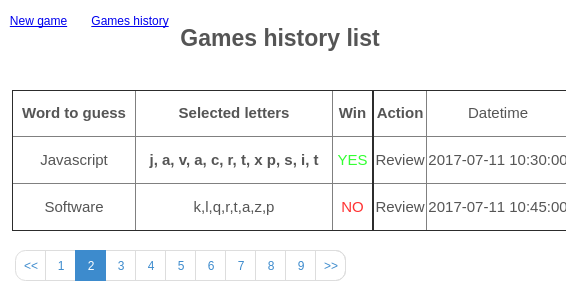 New game Games history
Games history list
Word to guess Selected letters Win Action Datetime
Javascript j, a, v, a, c, r, t, x p, s, i, t YES Review 2017-07-11 10:30:00
Software k,l,q,r,t,a,z,p NO Review 2017-07-11 10:45:00
<< 1 2 3 4 5 6 7 8 9 >>